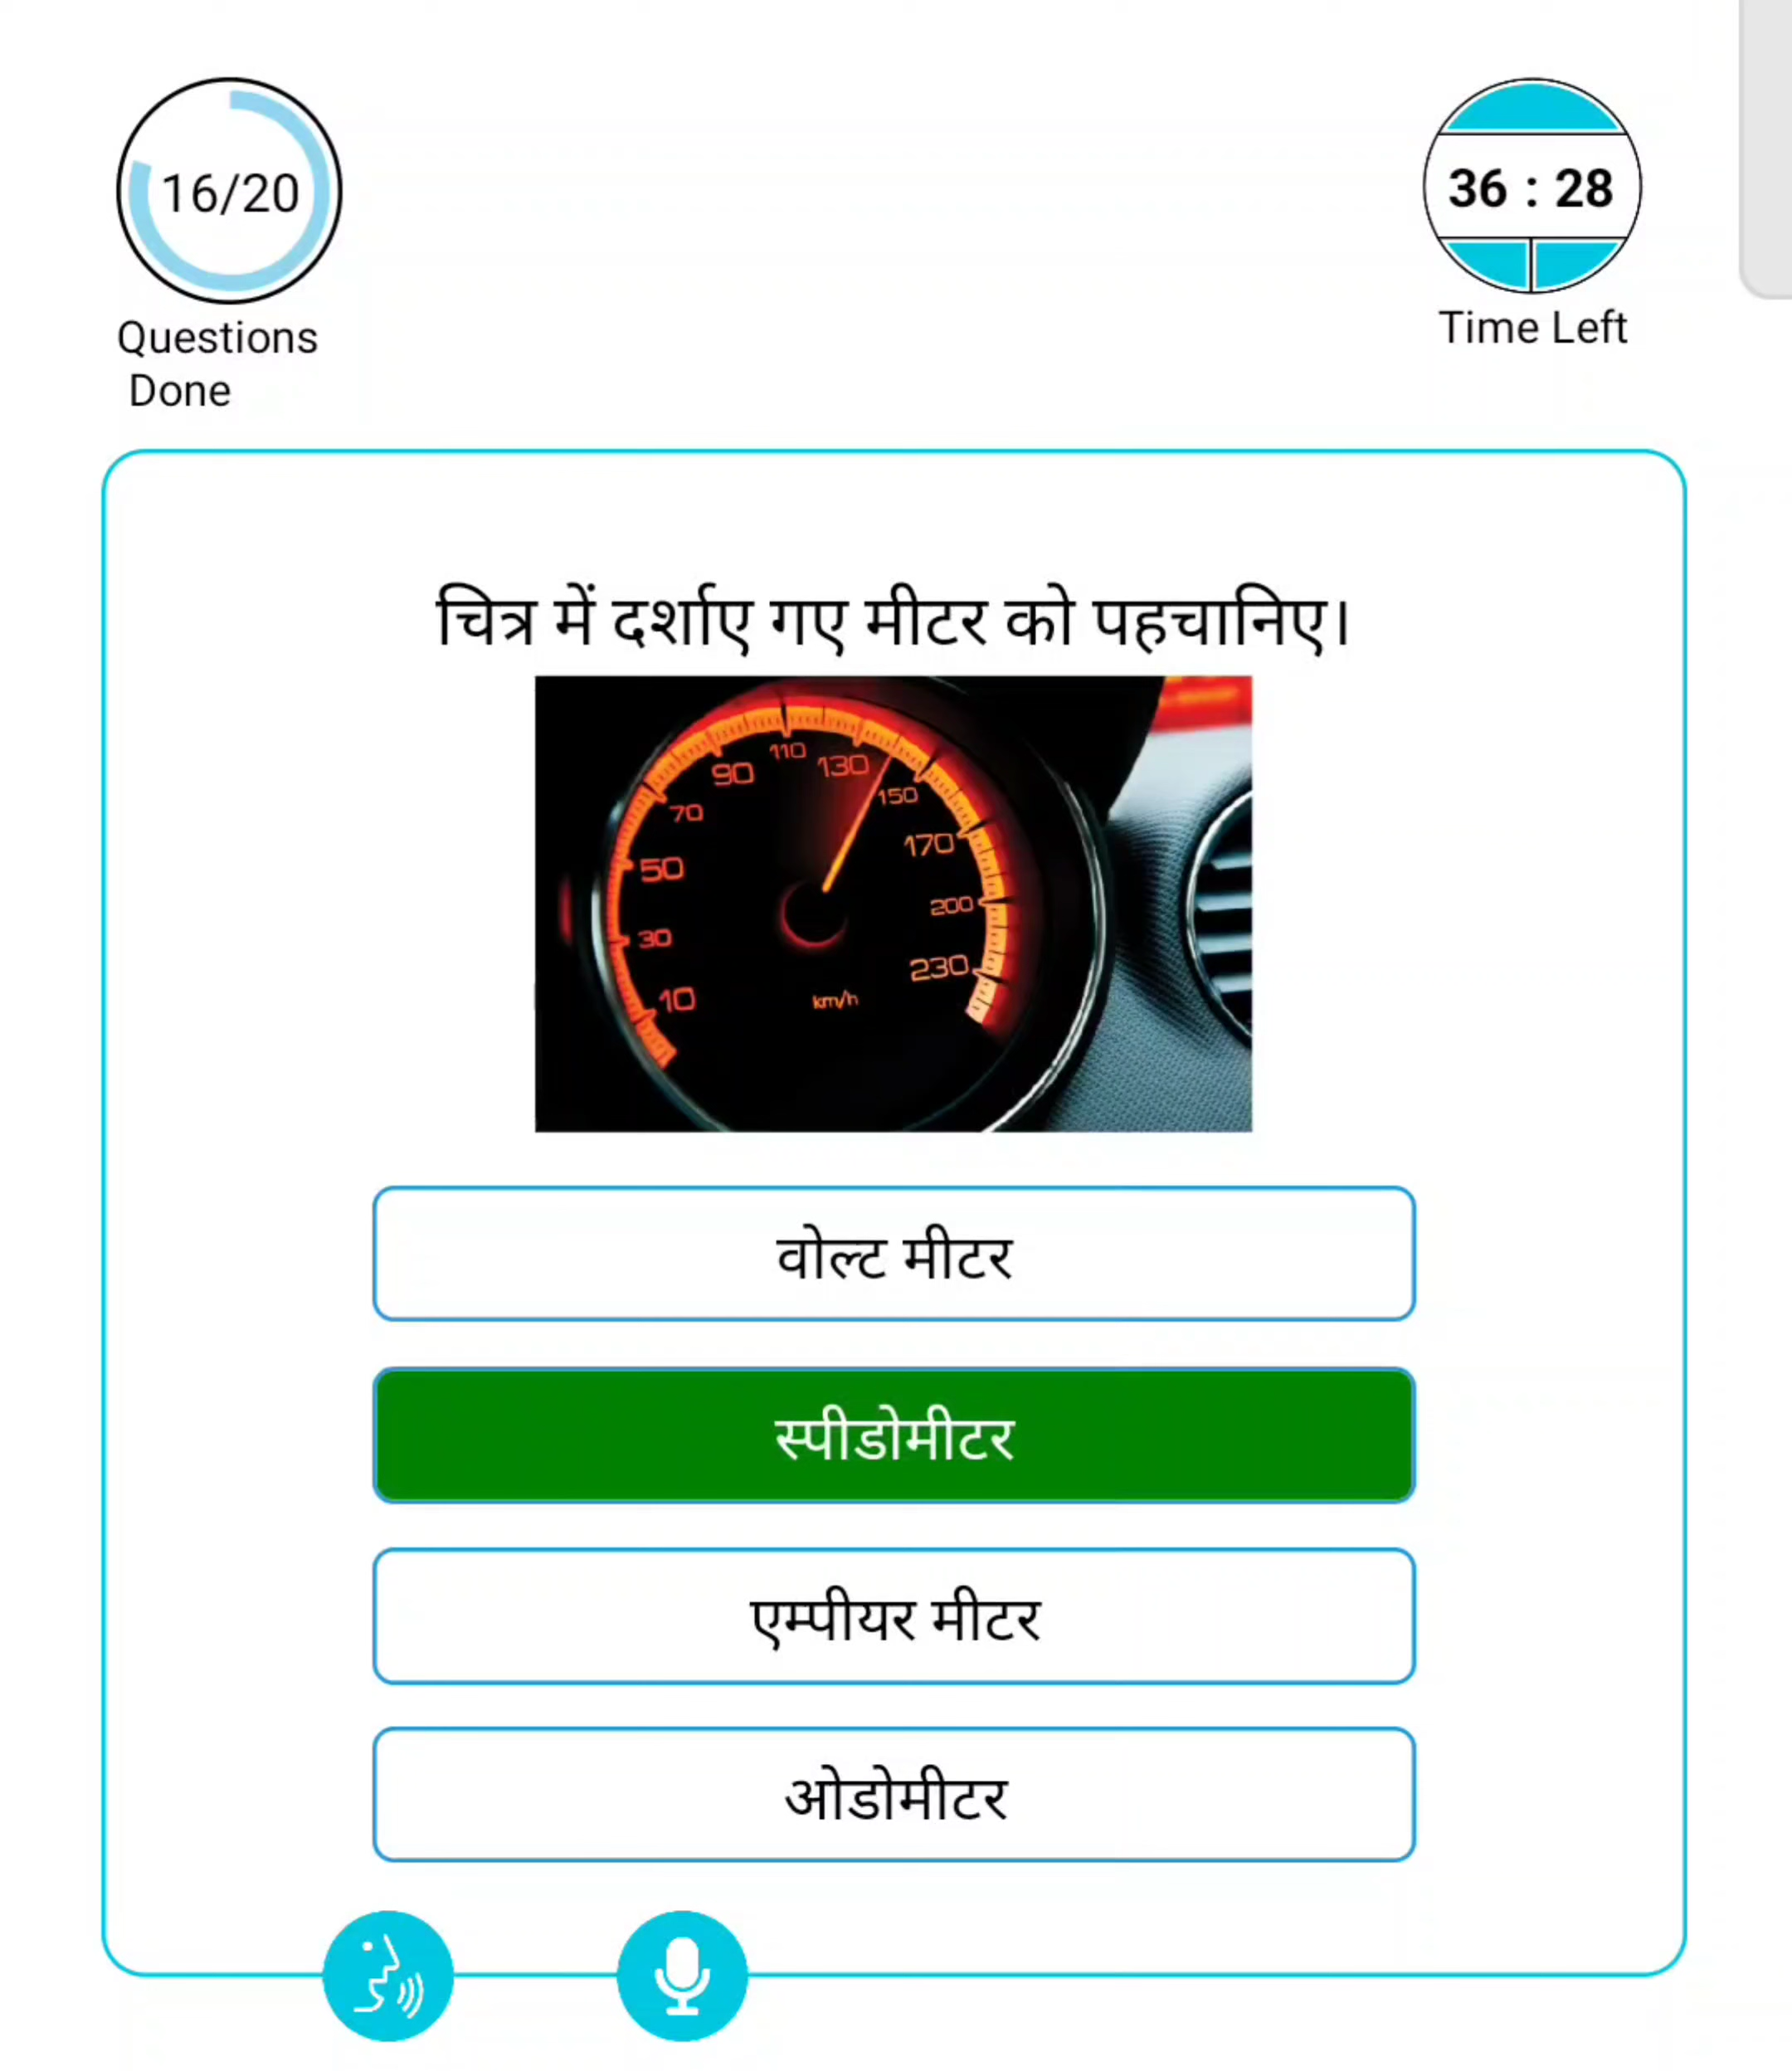 16/20
Questions
Done
36 : 28
Time Left
चित्र में दर्शाए गए मीटर को पहचानिए।
10
30
50
70
90
110
130
150
170
200
230
km/h
वोल्ट मीटर
स्पीडोमीटर
एम्पीयर मीटर
ओडोमीटर